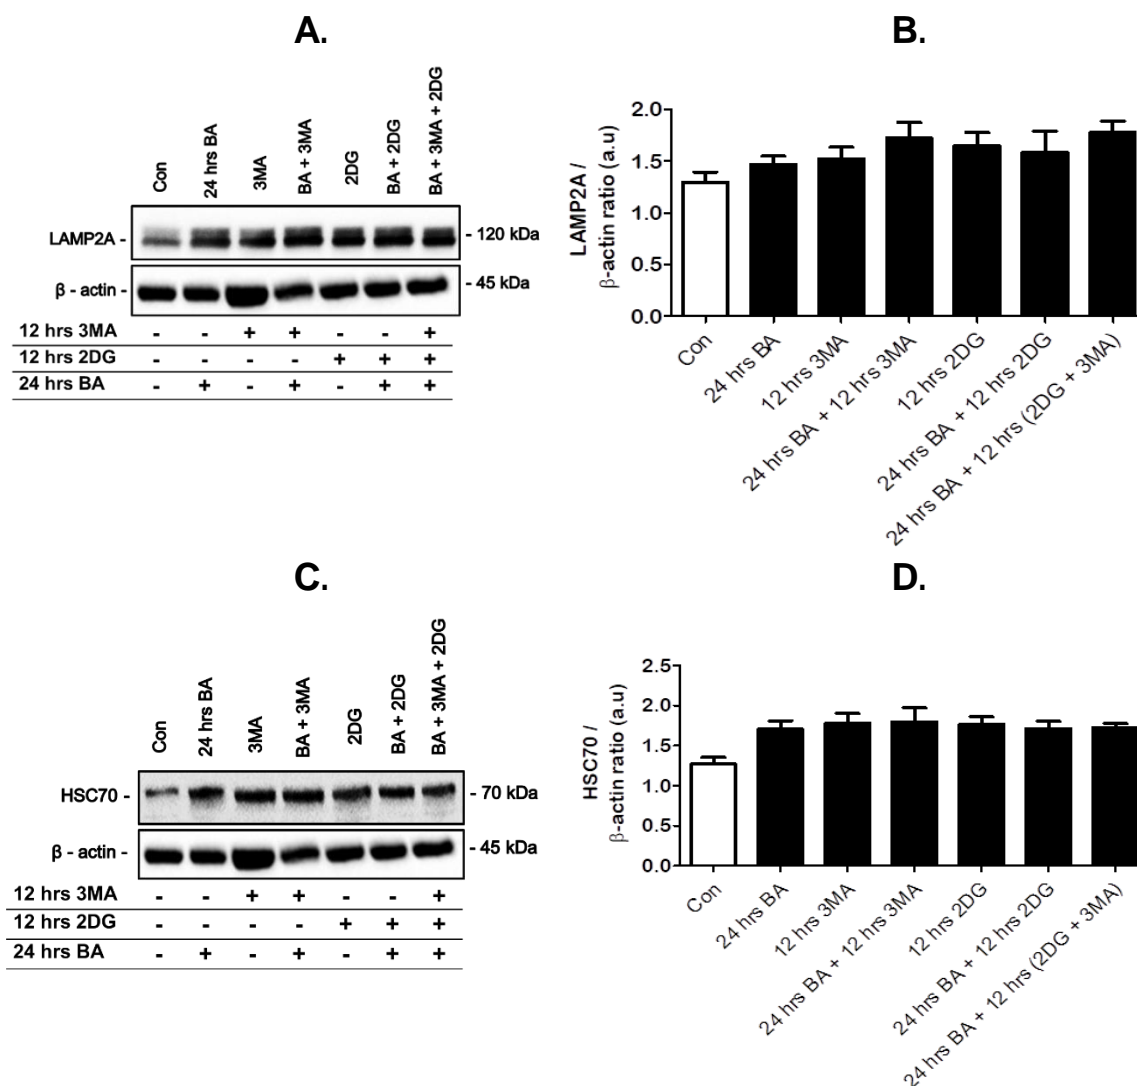 A.
Con
24 hrs BA
3MA
BA + 3MA
2DG
BA + 2DG
BA + 3MA + 2DG
LAMP2A -
- 120 kDa
β - actin -
- 45 kDa
12 hrs 3MA - - + + - - +
12 hrs 2DG - - - - + + +
24 hrs BA - + - + - + +
B.
LAMP2A /
β-actin ratio (a.u)
2.0
1.5
1.0
0.5
0.0
Con
24 hrs BA
12 hrs 3MA
24 hrs BA + 12 hrs 3MA
12 hrs 2DG
24 hrs BA + 12 hrs 2DG
24 hrs BA + 12 hrs (2DG + 3MA)
C.
Con
24 hrs BA
3MA
BA + 3MA
2DG
BA + 2DG
BA + 3MA + 2DG
HSC70 -
- 70 kDa
β - actin -
- 45 kDa
12 hrs 3MA - - + + - - +
12 hrs 2DG - - - - + + +
24 hrs BA - + - + - + +
D.
HSC70 /
β-actin ratio (a.u)
2.5
2.0
1.5
1.0
0.5
0.0
Con
24 hrs BA
12 hrs 3MA
24 hrs BA + 12 hrs 3MA
12 hrs 2DG
24 hrs BA + 12 hrs 2DG
24 hrs BA + 12 hrs (2DG + 3MA)